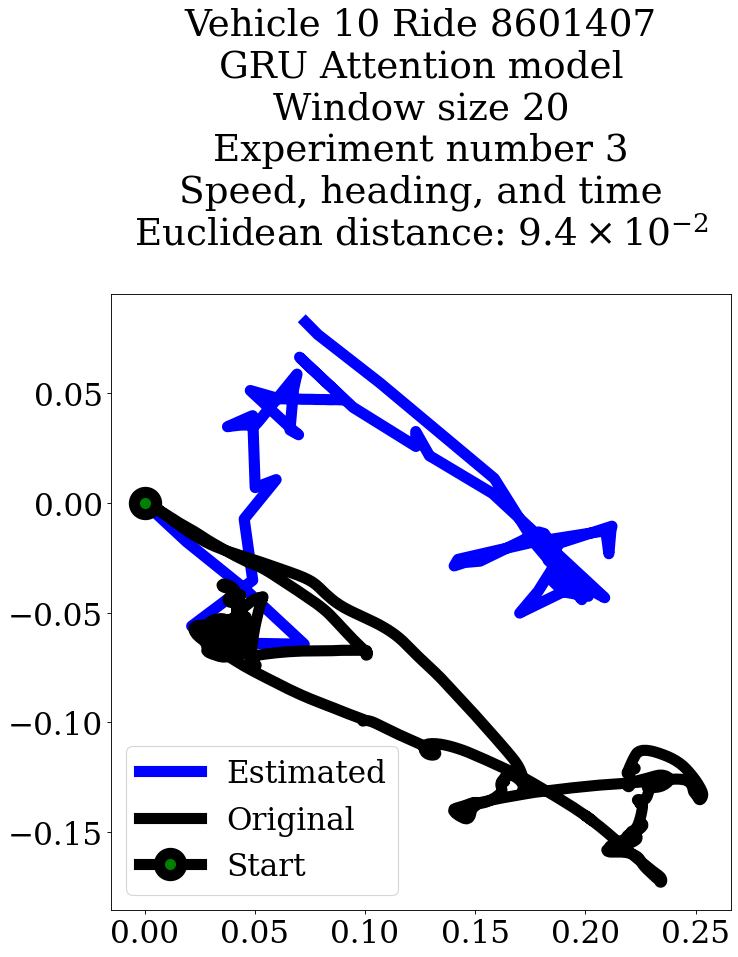 Vehicle 10 Ride 8601407
GRU Attention model
Window size 20
Experiment number 3
Speed, heading, and time
Euclidean distance: 9.4 × 10⁻²
0.05
0.00
−0.05
−0.10
−0.15
Estimated
Original
Start
0.00 0.05 0.10 0.15 0.20 0.25